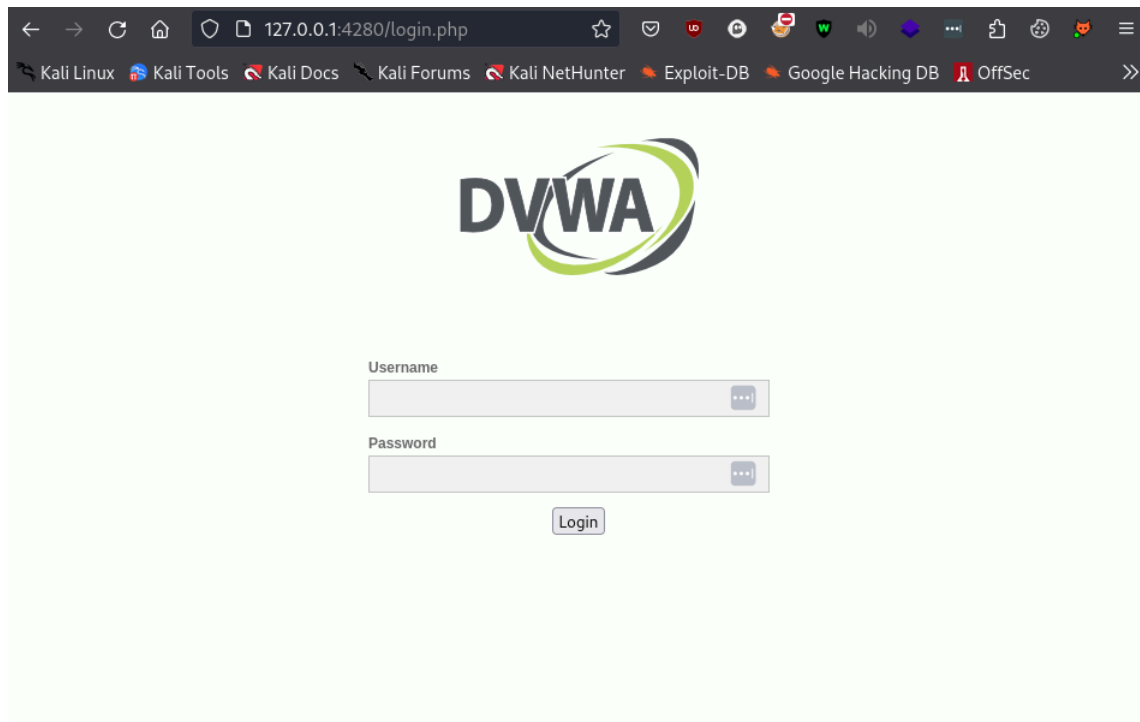 127.0.0.1:4280/login.php
Kali Linux Kali Tools Kali Docs Kali Forums Kali NetHunter Exploit-DB Google Hacking DB OffSec
DVWA
Username
Password
Login